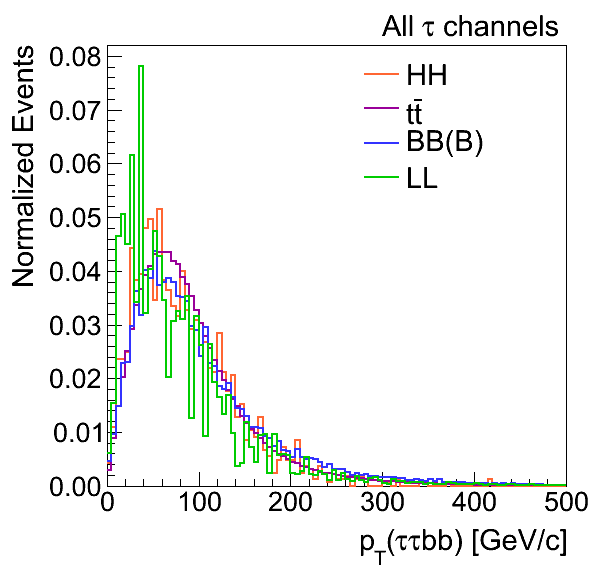 All τ channels
Normalized Events
0.08
0.07
0.06
0.05
0.04
0.03
0.02
0.01
0.00
HH
tt̄
BB(B)
LL
0 100 200 300 400 500
p_T(ττbb) [GeV/c]